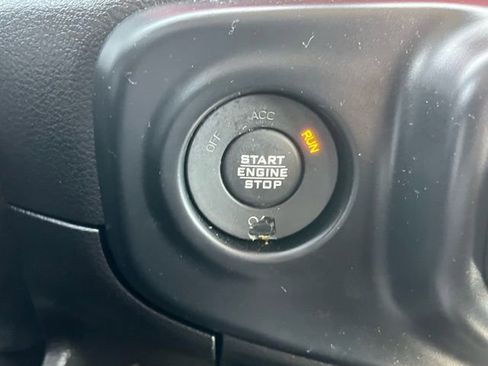 OFF
ACC
RUN
START
ENGINE
STOP